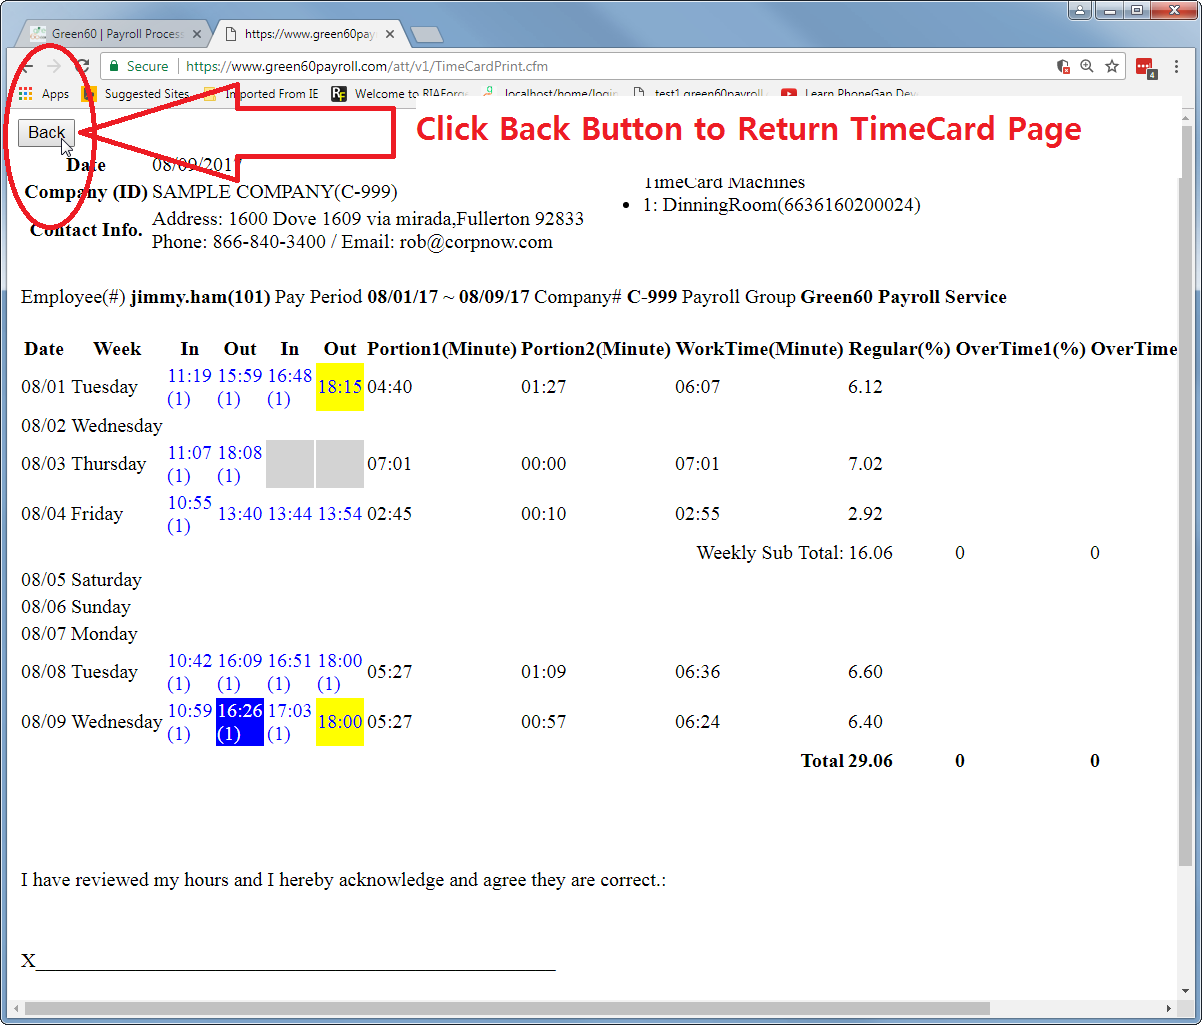 Green60 | Payroll Process
https://www.green60pay
Secure https://www.green60payroll.com/att/v1/TimeCardPrint.cfm
4
Apps Suggested Sites Imported From IE Rf Welcome to RIAForg localhost/home/login test1.green60payroll Learn PhoneGap Dev
Back
Click Back Button to Return TimeCard Page
Date 08/09/2017
Company (ID) SAMPLE COMPANY(C-999)
TimeCard Machines
• 1: DinningRoom(6636160200024)
Contact Info. Address: 1600 Dove 1609 via mirada,Fullerton 92833
Phone: 866-840-3400 / Email: rob@corpnow.com
Employee(#) jimmy.ham(101) Pay Period 08/01/17 ~ 08/09/17 Company# C-999 Payroll Group Green60 Payroll Service
Date Week In Out In Out Portion1(Minute) Portion2(Minute) WorkTime(Minute) Regular(%) OverTime1(%) OverTime
08/01 Tuesday 11:19 (1) 15:59 (1) 16:48 (1) 18:15 04:40 01:27 06:07 6.12
08/02 Wednesday
08/03 Thursday 11:07 (1) 18:08 (1) 07:01 00:00 07:01 7.02
08/04 Friday 10:55 (1) 13:40 13:44 13:54 02:45 00:10 02:55 2.92
Weekly Sub Total: 16.06 0 0
08/05 Saturday
08/06 Sunday
08/07 Monday
08/08 Tuesday 10:42 (1) 16:09 (1) 16:51 (1) 18:00 (1) 05:27 01:09 06:36 6.60
08/09 Wednesday 10:59 (1) 16:26 (1) 17:03 (1) 18:00 05:27 00:57 06:24 6.40
Total 29.06 0 0
I have reviewed my hours and I hereby acknowledge and agree they are correct.:
X